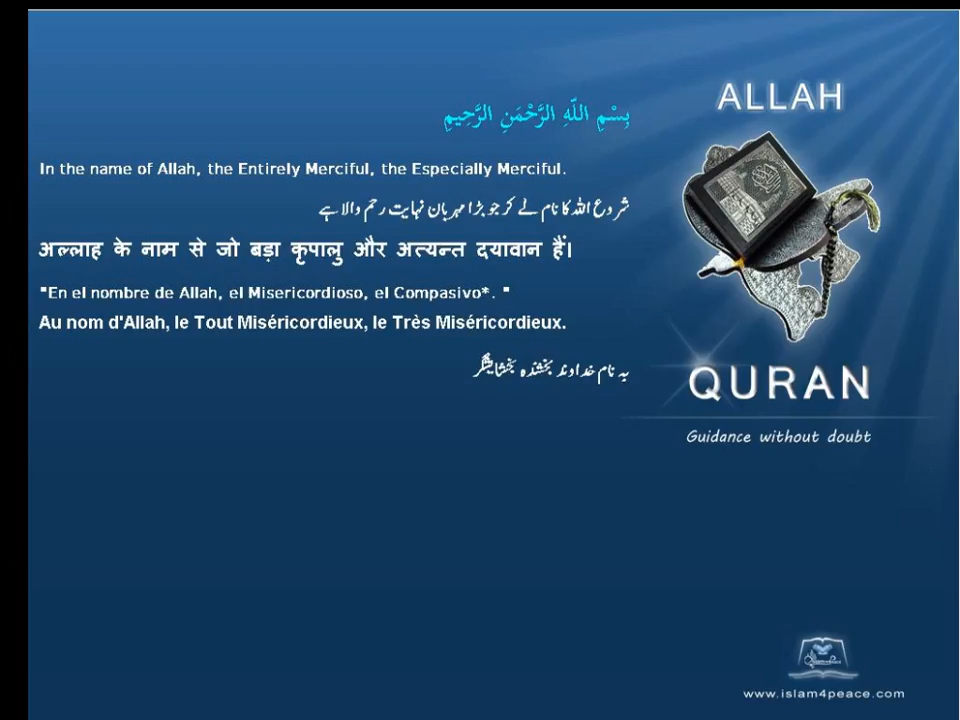 بِسْمِ اللَّهِ الرَّحْمَنِ الرَّحِيمِ
In the name of Allah, the Entirely Merciful, the Especially Merciful.
شروع الله کا نام لے کر جو بڑا مہربان نہایت رحم والا ہے
अल्लाह के नाम से जो बड़ा कृपालु और अत्यन्त दयावान हैं।
"En el nombre de Allah, el Misericordioso, el Compasivo*. "
Au nom d'Allah, le Tout Miséricordieux, le Très Miséricordieux.
به نام خداوند بخشنده بخشایشگر
ALLAH
QURAN
Guidance without doubt
www.islam4peace.com